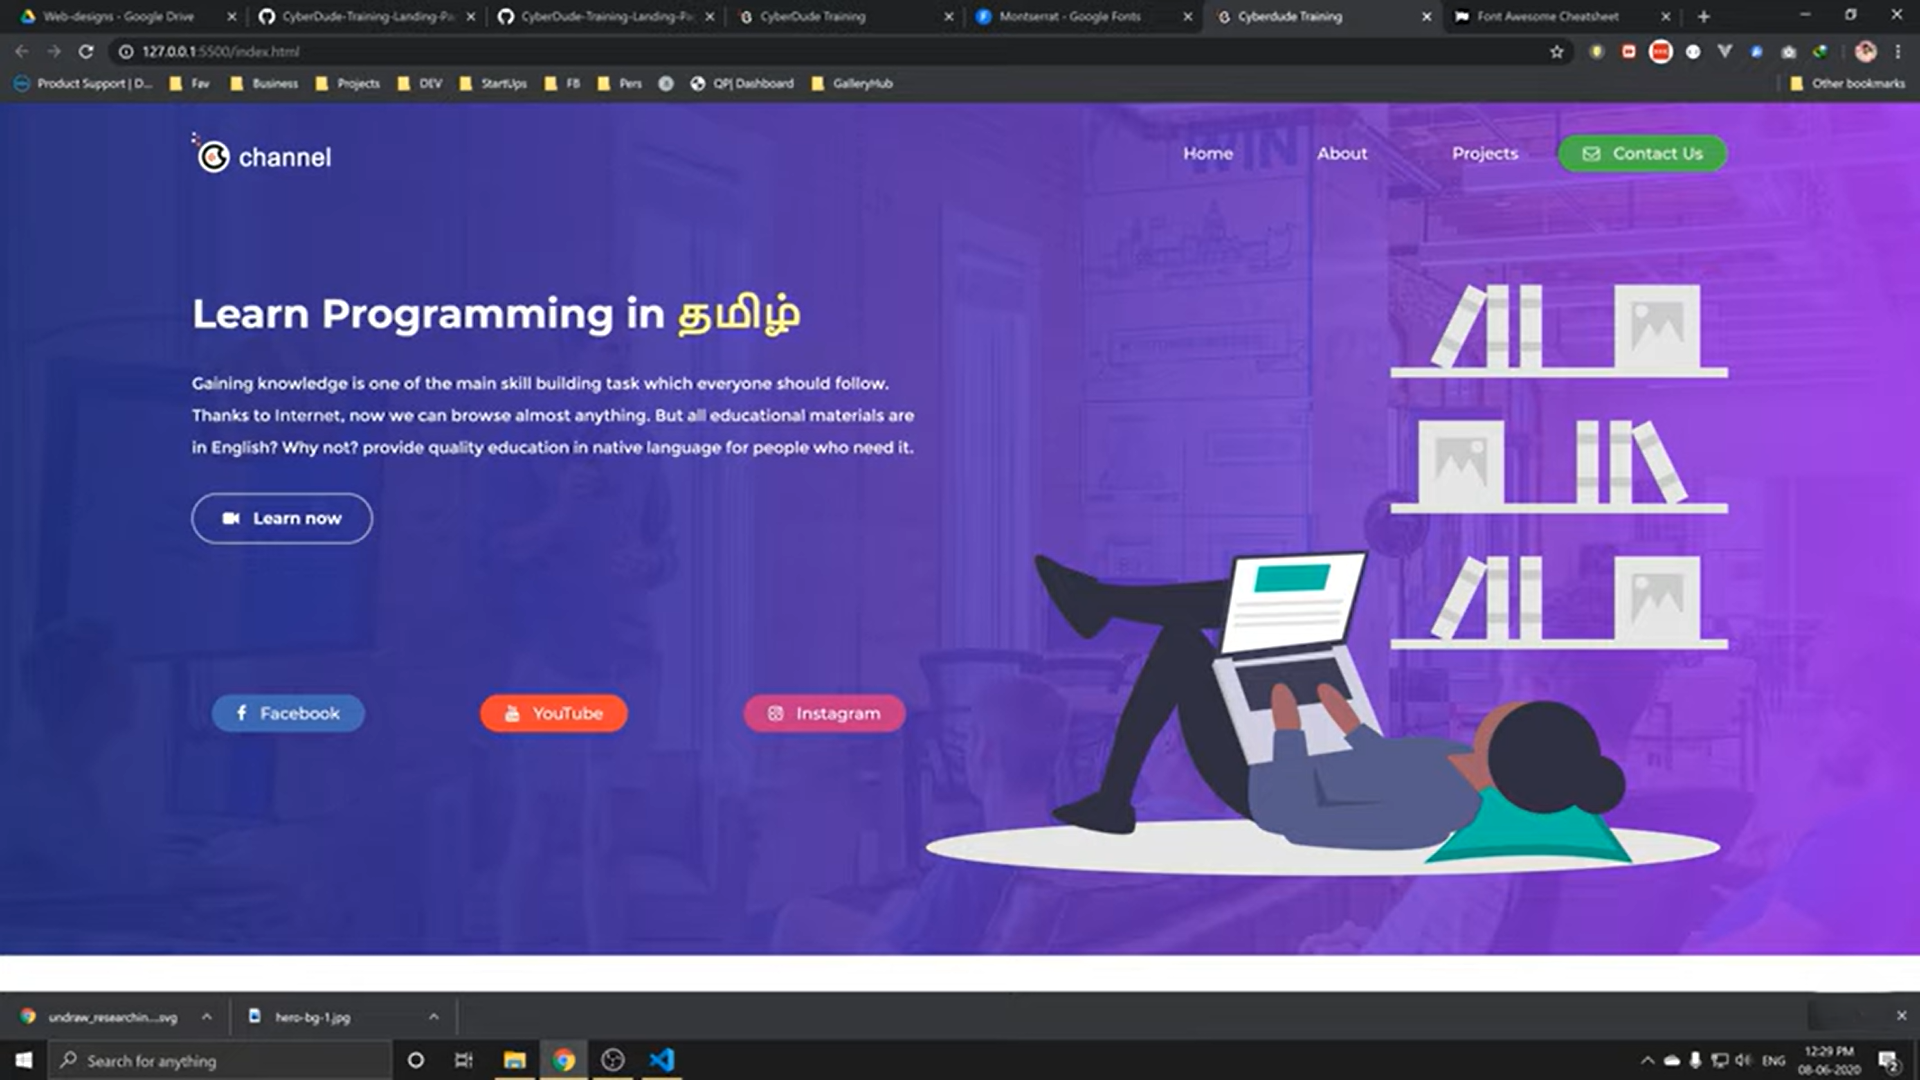 Web-designs - Google Drive
CyberDude-Training-Landing-Pa
CyberDude-Training-Landing-Pa
CyberDude Training
Montserrat - Google Fonts
Cyberdude Training
Font Awesome Cheatsheet
127.0.0.1:5500/index.html
Product Support | D...
Fav
Business
Projects
DEV
StartUps
FB
Pers
QP| Dashboard
GalleryHub
Other bookmarks
channel
Home
About
Projects
Contact Us
WIN
Learn Programming in தமிழ்
Gaining knowledge is one of the main skill building task which everyone should follow.
Thanks to Internet, now we can browse almost anything. But all educational materials are
in English? Why not? provide quality education in native language for people who need it.
Learn now
Facebook
YouTube
Instagram
undraw_researchin....svg
hero-bg-1.jpg
Search for anything
ENG
12:29 PM
08-06-2020
2